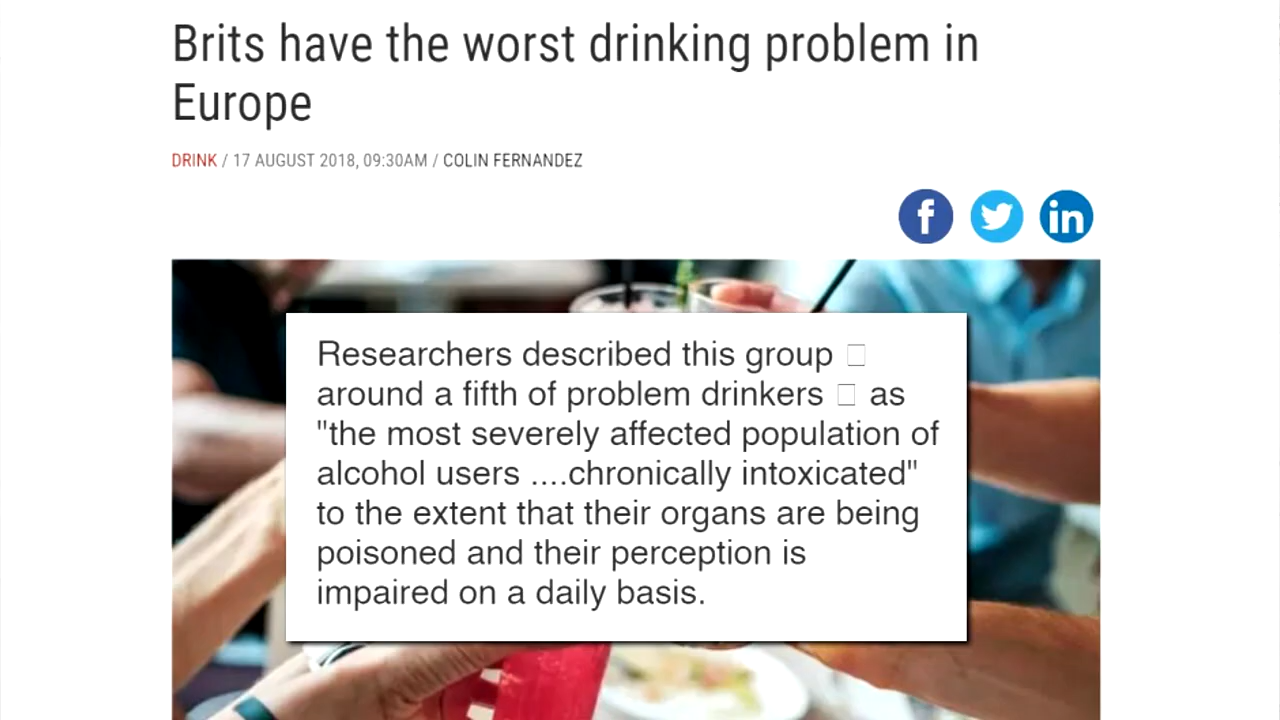 Brits have the worst drinking problem in
Europe
DRINK / 17 AUGUST 2018, 09:30AM / COLIN FERNANDEZ
f in
Researchers described this group □
around a fifth of problem drinkers □ as
"the most severely affected population of
alcohol users ....chronically intoxicated"
to the extent that their organs are being
poisoned and their perception is
impaired on a daily basis.